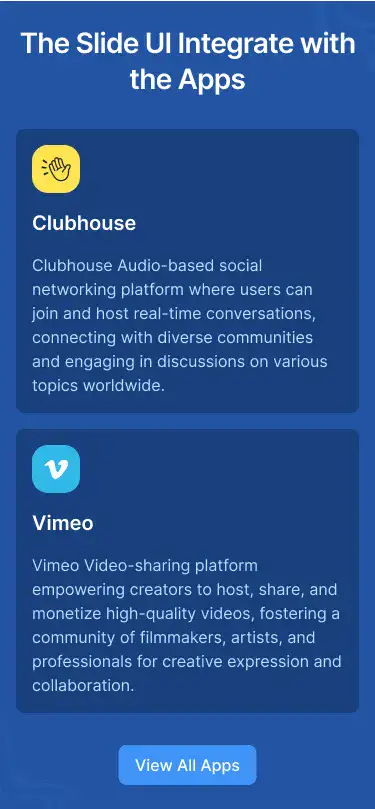 The Slide UI Integrate with
the Apps
Clubhouse
Clubhouse Audio-based social
networking platform where users can
join and host real-time conversations,
connecting with diverse communities
and engaging in discussions on various
topics worldwide.
Vimeo
Vimeo Video-sharing platform
empowering creators to host, share, and
monetize high-quality videos, fostering a
community of filmmakers, artists, and
professionals for creative expression and
collaboration.
View All Apps